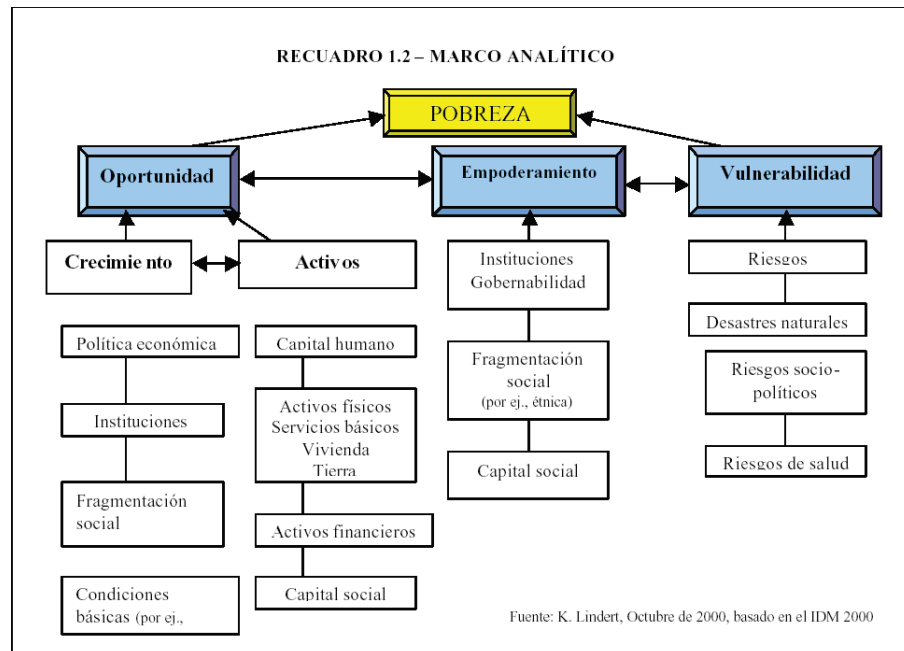 RECUADRO 1.2 – MARCO ANALÍTICO
POBREZA
Oportunidad
Empoderamiento
Vulnerabilidad
Crecimie nto
Activos
Política económica
Instituciones
Fragmentación
social
Condiciones
básicas (por ej.,
Capital humano
Activos físicos
Servicios básicos
Vivienda
Tierra
Activos financieros
Capital social
Instituciones
Gobernabilidad
Fragmentación
social
(por ej., étnica)
Capital social
Riesgos
Desastres naturales
Riesgos socio-
políticos
Riesgos de salud
Fuente: K. Lindert, Octubre de 2000, basado en el IDM 2000